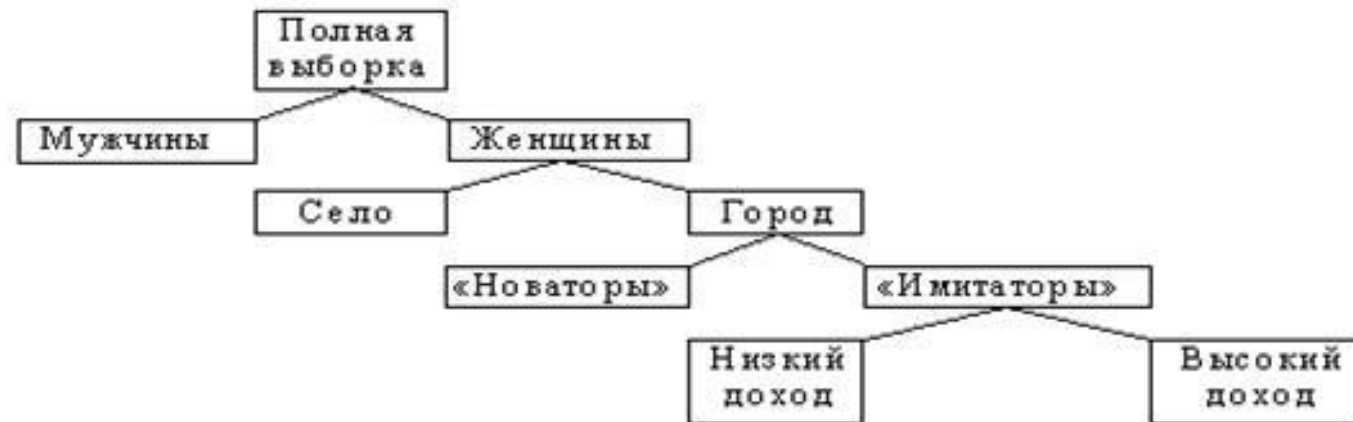 Полная
выборка
Мужчины
Женщины
Село
Город
«Новаторы»
«Имитаторы»
Низкий
доход
Высокий
доход